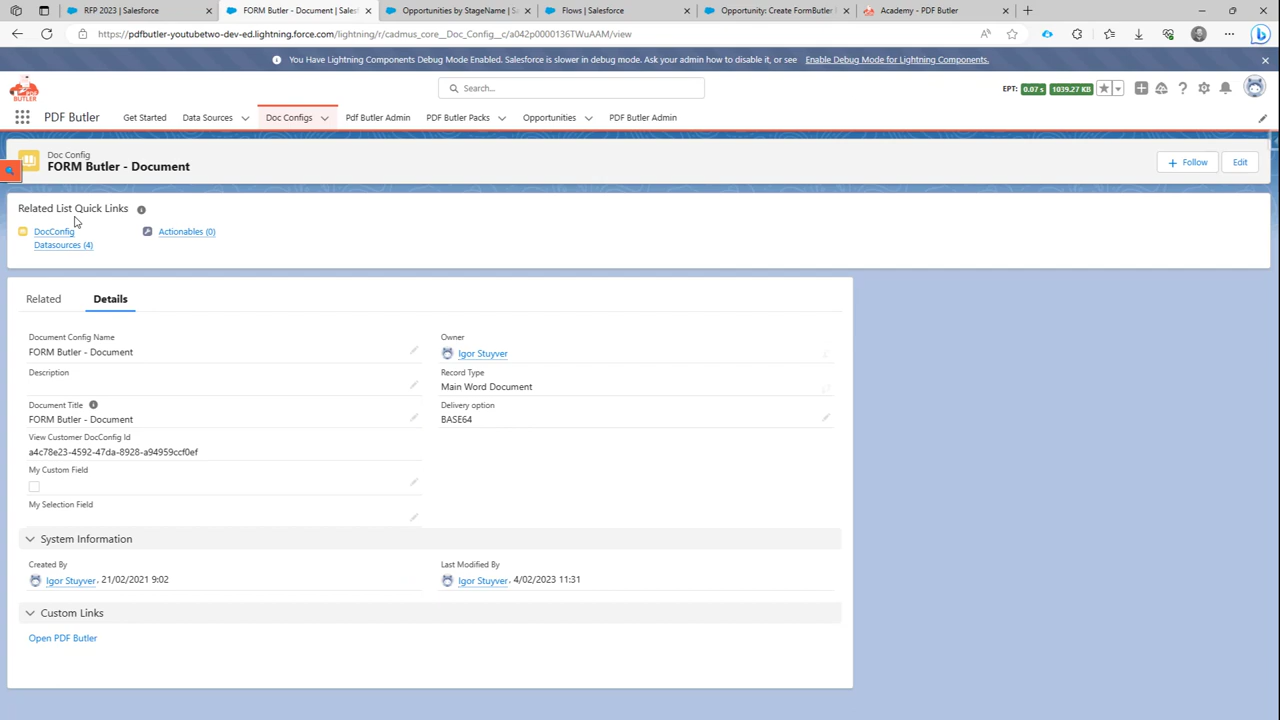 RFP 2023 | Salesforce
FORM Butler - Document | Sales
Opportunities by StageName | S
Flows | Salesforce
Opportunity: Create FormButler
Academy - PDF Butler
https://pdfbutler-youtubetwo-dev-ed.lightning.force.com/lightning/r/cadmus_core__Doc_Config__c/a042p0000136TWuAAM/view
You Have Lightning Components Debug Mode Enabled. Salesforce is slower in debug mode. Ask your admin how to disable it, or see Enable Debug Mode for Lightning Components.
BUTLER
Search...
EPT: 0.07 s 1039.27 KB
PDF Butler
Get Started
Data Sources
Doc Configs
Pdf Butler Admin
PDF Butler Packs
Opportunities
PDF Butler Admin
Doc Config
FORM Butler - Document
Follow
Edit
Related List Quick Links
DocConfig
Datasources (4)
Actionables (0)
Related
Details
Document Config Name
FORM Butler - Document
Owner
Igor Stuyver
Description
Record Type
Main Word Document
Document Title
FORM Butler - Document
Delivery option
BASE64
View Customer DocConfig Id
a4c78e23-4592-47da-8928-a94959ccf0ef
My Custom Field
My Selection Field
System Information
Created By
Igor Stuyver, 21/02/2021 9:02
Last Modified By
Igor Stuyver, 4/02/2023 11:31
Custom Links
Open PDF Butler